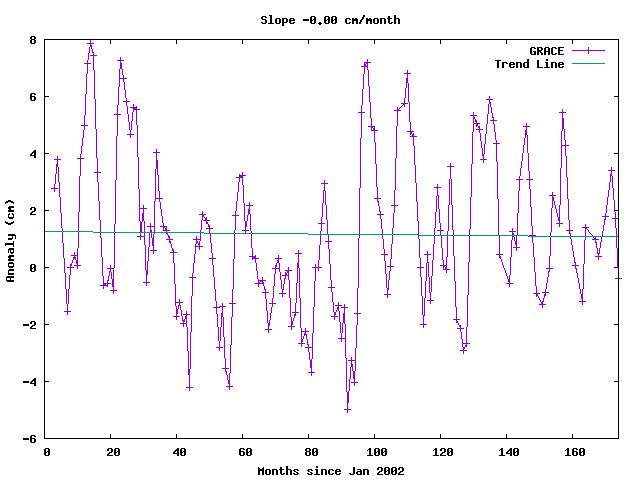 Slope -0.00 cm/month
GRACE
Trend Line
8
6
4
2
0
-2
-4
-6
Anomaly (cm)
0 20 40 60 80 100 120 140 160
Months since Jan 2002